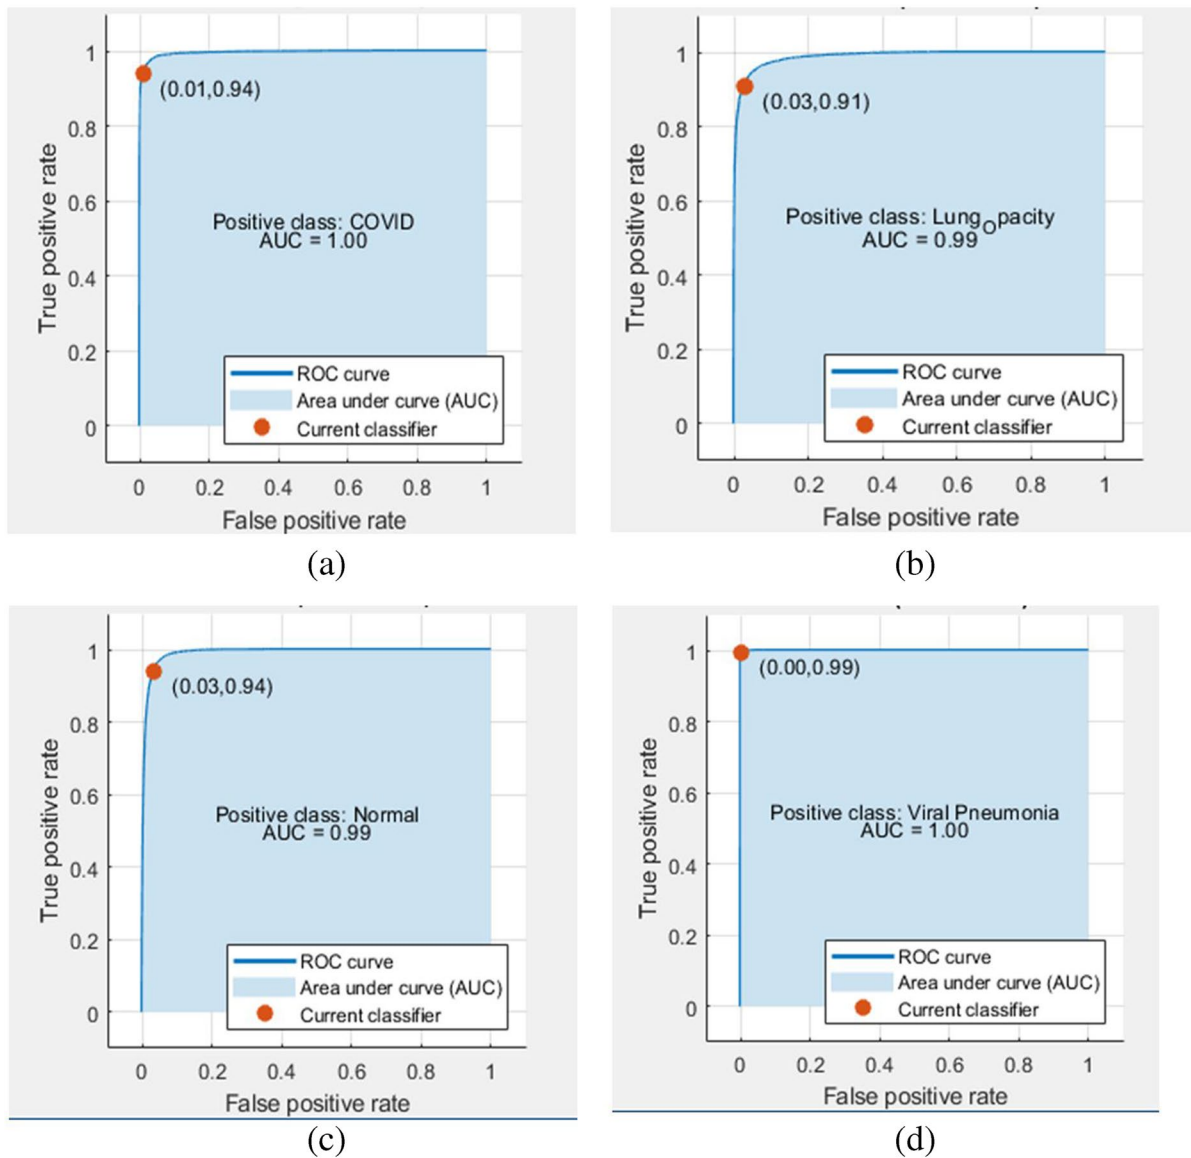 1
(0.01,0.94)
0.8
0.6
Positive class: COVID
AUC = 1.00
0.4
0.2
0
True positive rate
ROC curve
Area under curve (AUC)
Current classifier
0 0.2 0.4 0.6 0.8 1
False positive rate
(a)
1
(0.03,0.91)
0.8
0.6
Positive class: Lung_Opacity
AUC = 0.99
0.4
0.2
0
True positive rate
ROC curve
Area under curve (AUC)
Current classifier
0 0.2 0.4 0.6 0.8 1
False positive rate
(b)
1
(0.03,0.94)
0.8
0.6
Positive class: Normal
AUC = 0.99
0.4
0.2
0
True positive rate
ROC curve
Area under curve (AUC)
Current classifier
0 0.2 0.4 0.6 0.8 1
False positive rate
(c)
1
(0.00,0.99)
0.8
0.6
Positive class: Viral Pneumonia
AUC = 1.00
0.4
0.2
0
True positive rate
ROC curve
Area under curve (AUC)
Current classifier
0 0.2 0.4 0.6 0.8 1
False positive rate
(d)